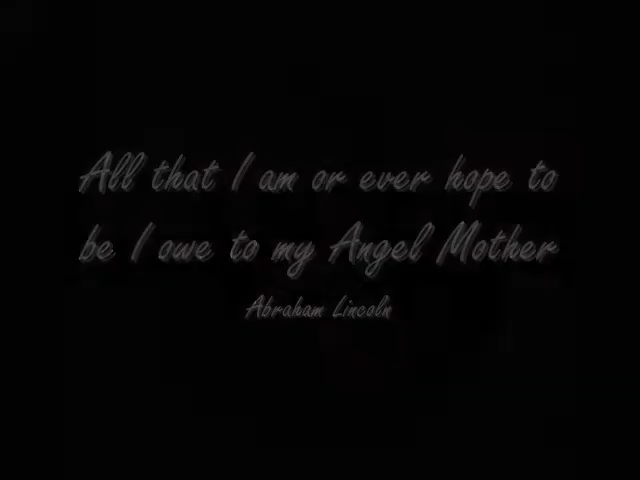 All that I am or ever hope to
be I owe to my Angel Mother
Abraham Lincoln